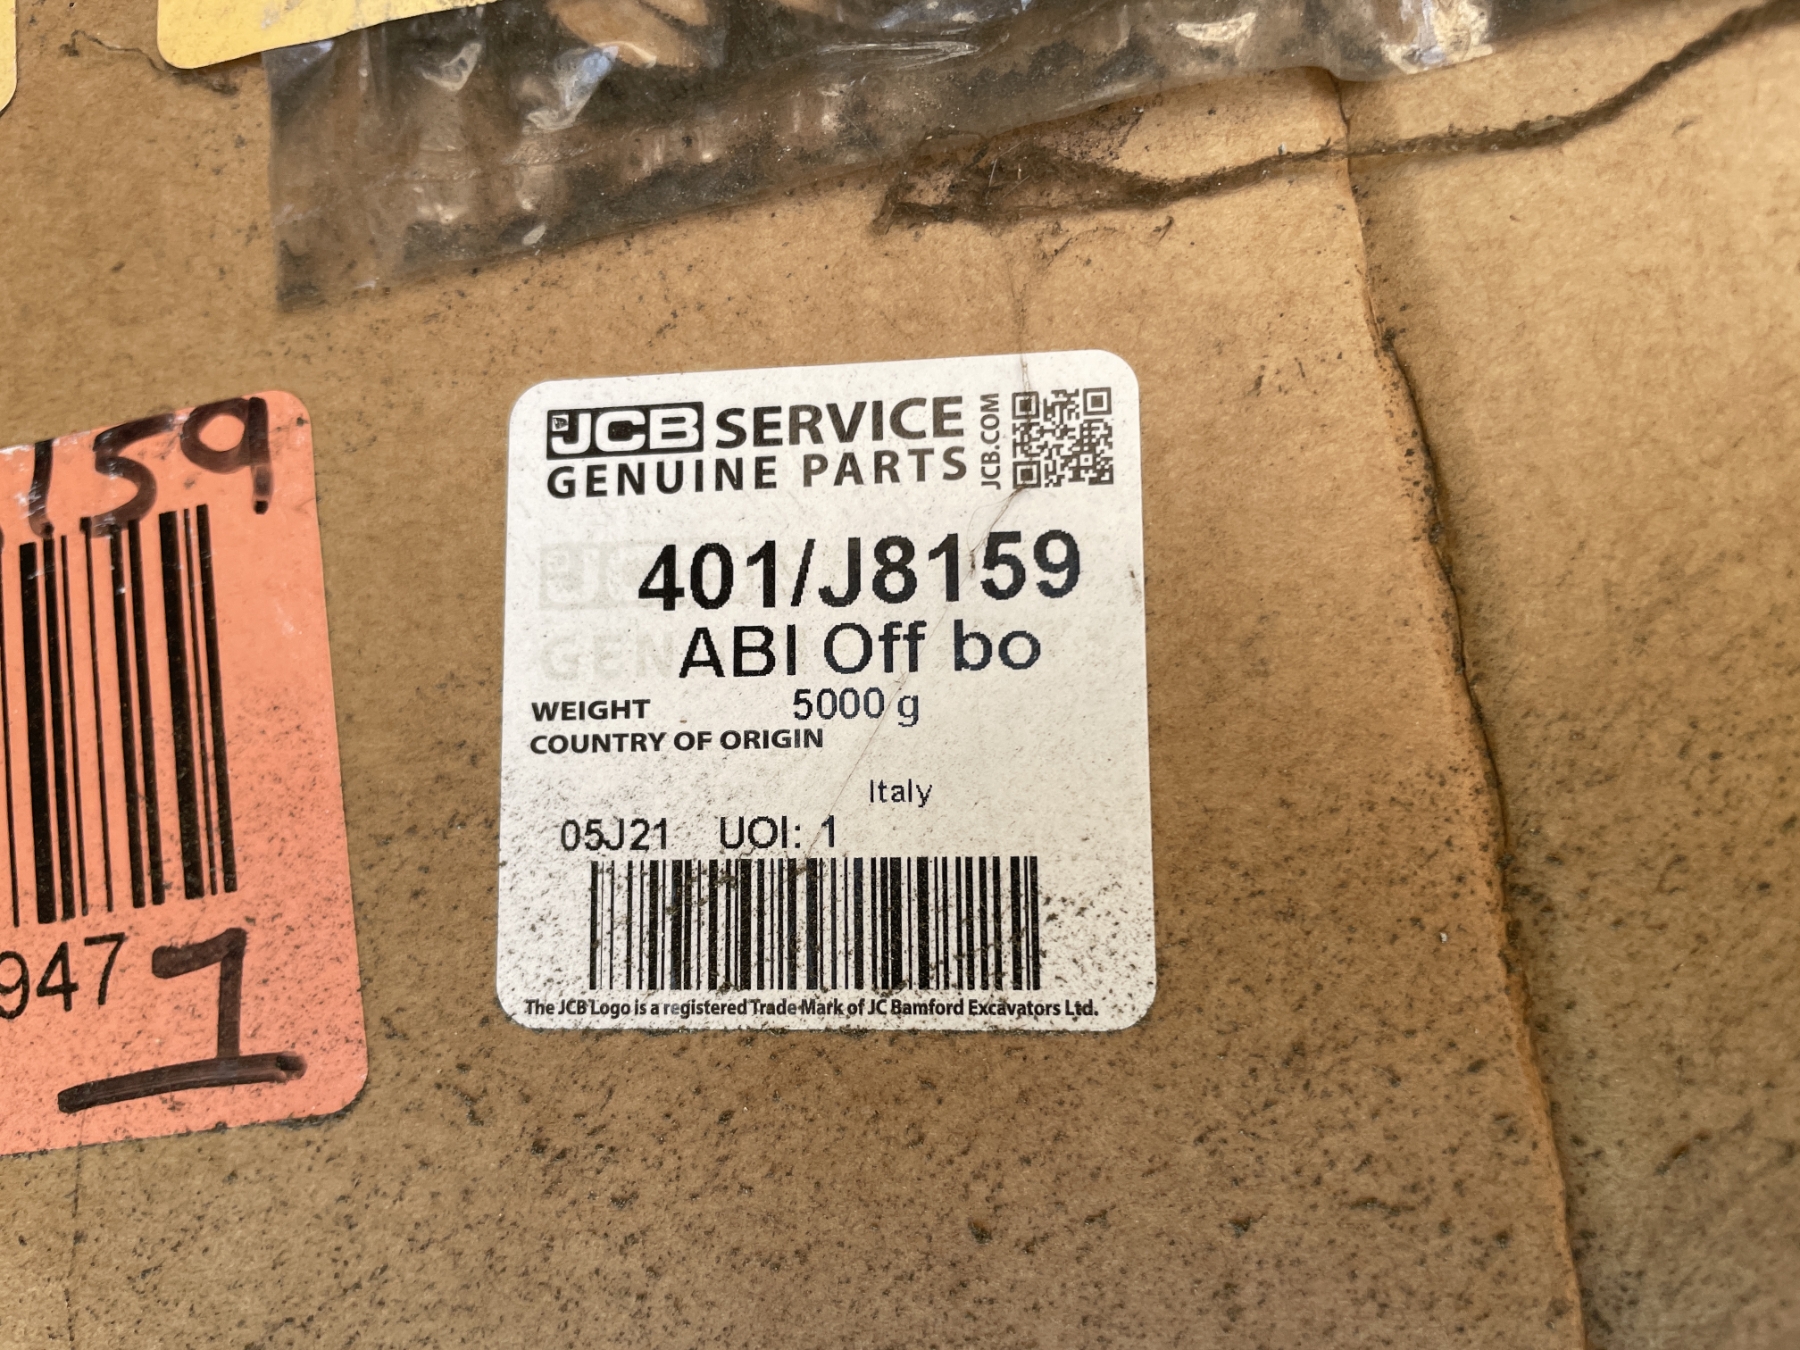 JCB SERVICE
GENUINE PARTS
JCB.COM
401/J8159
ABI Off bo
WEIGHT 5000 g
COUNTRY OF ORIGIN
Italy
05J21 UOI: 1
The JCB Logo is a registered Trade Mark of JC Bamford Excavators Ltd.
159
947
1